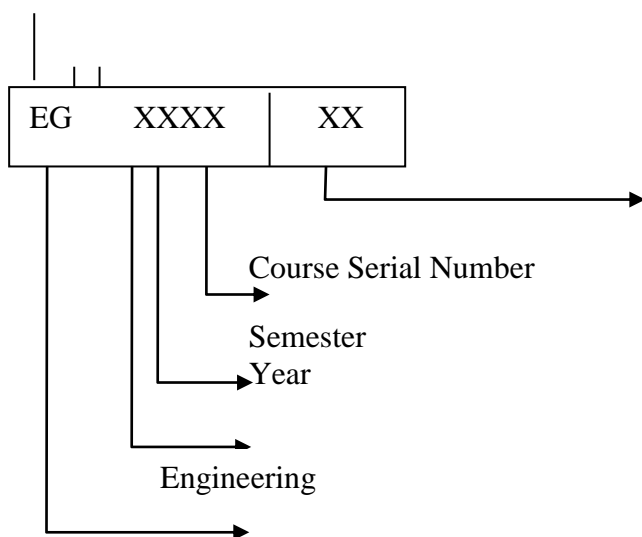 EG XXXX XX
Course Serial Number
Semester
Year
Engineering